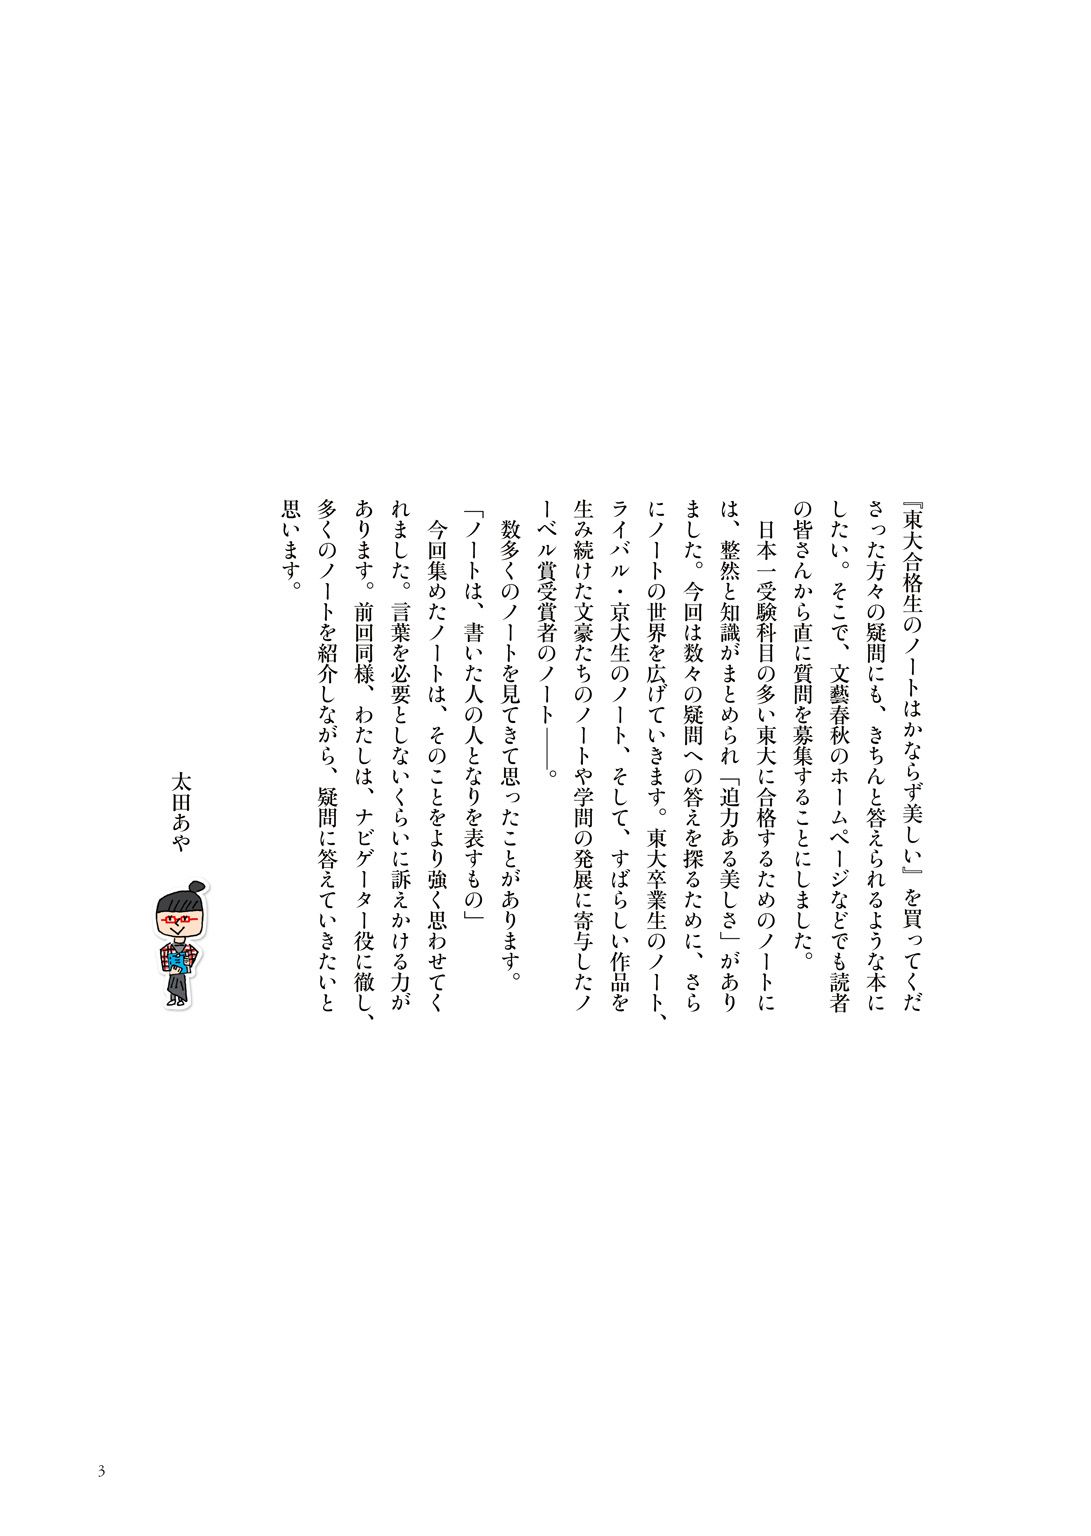 『東大合格生のノートはかならず美しい』を買ってくだ
さった方々の疑問にも、きちんと答えられるような本に
したい。そこで、文藝春秋のホームページなどでも読者
の皆さんから直に質問を募集することにしました。
　日本一受験科目の多い東大に合格するためのノートに
は、整然と知識がまとめられ「迫力ある美しさ」があり
ました。今回は数々の疑問への答えを探るために、さら
にノートの世界を広げていきます。東大卒業生のノート、
ライバル・京大生のノート、そして、すばらしい作品を
生み続けた文豪たちのノートや学問の発展に寄与したノ
ーベル賞受賞者のノート――。
　数多くのノートを見てきて思ったことがあります。
「ノートは、書いた人の人となりを表すもの」
　今回集めたノートは、そのことをより強く思わせてく
れました。言葉を必要としないくらいに訴えかける力が
あります。前回同様、わたしは、ナビゲーター役に徹し、
多くのノートを紹介しながら、疑問に答えていきたいと
思います。
太田あや
3